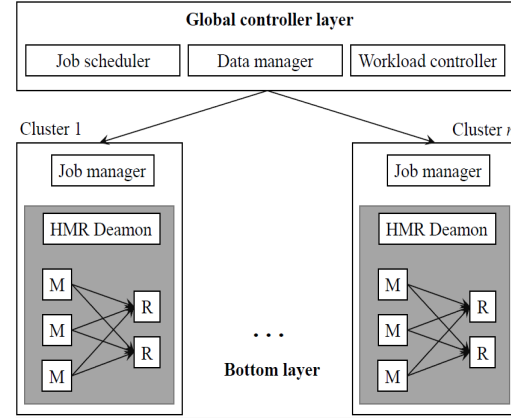 Global controller layer
Job scheduler
Data manager
Workload controller
Cluster 1
Cluster n
Job manager
Job manager
HMR Deamon
HMR Deamon
M
M
R
R
M
M
R
R
M
M
. . .
Bottom layer